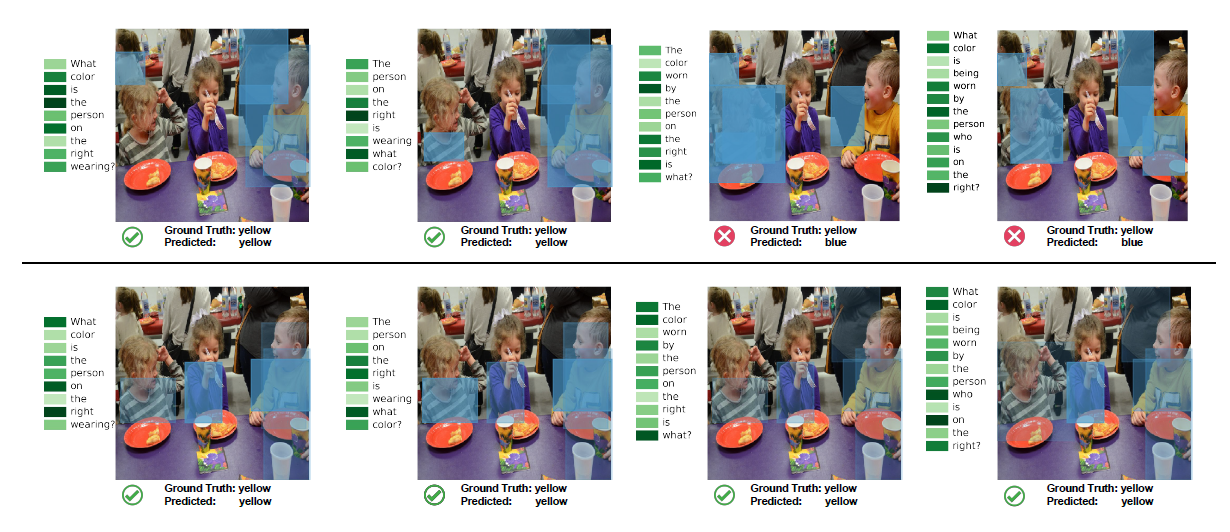 What
color
is
the
person
on
the
right
wearing?
Ground Truth: yellow
Predicted: yellow
The
person
on
the
right
is
wearing
what
color?
Ground Truth: yellow
Predicted: yellow
The
color
worn
by
the
person
on
the
right
is
what?
Ground Truth: yellow
Predicted: blue
What
color
is
being
worn
by
the
person
who
is
on
the
right?
Ground Truth: yellow
Predicted: blue
What
color
is
the
person
on
the
right
wearing?
Ground Truth: yellow
Predicted: yellow
The
person
on
the
right
is
wearing
what
color?
Ground Truth: yellow
Predicted: yellow
The
color
worn
by
the
person
on
the
right
is
what?
Ground Truth: yellow
Predicted: yellow
What
color
is
being
worn
by
the
person
who
is
on
the
right?
Ground Truth: yellow
Predicted: yellow